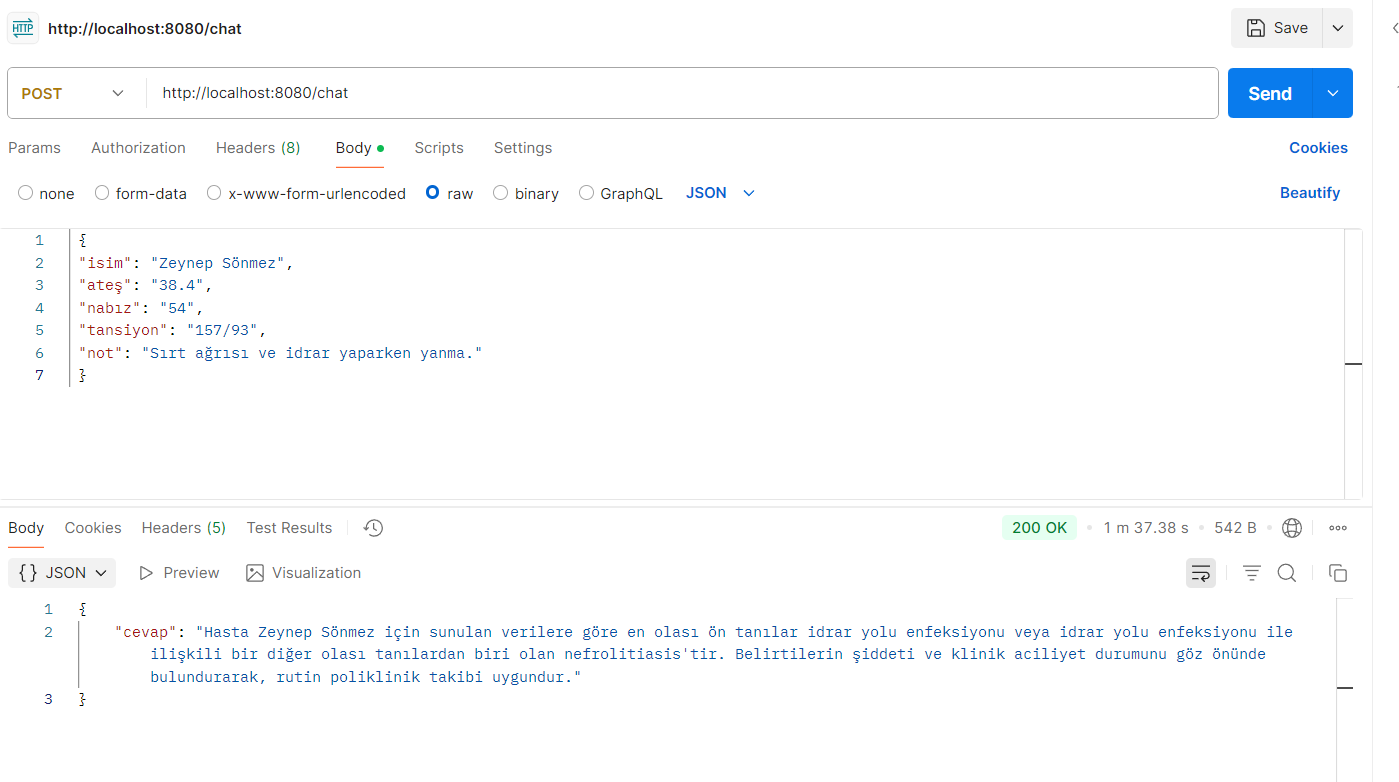 HTTP http://localhost:8080/chat Save
POST http://localhost:8080/chat Send
Params Authorization Headers (8) Body Scripts Settings Cookies
none form-data x-www-form-urlencoded raw binary GraphQL JSON Beautify
1 {
2 "isim": "Zeynep Sönmez",
3 "ateş": "38.4",
4 "nabız": "54",
5 "tansiyon": "157/93",
6 "not": "Sırt ağrısı ve idrar yaparken yanma."
7 }
Body Cookies Headers (5) Test Results 200 OK 1 m 37.38 s 542 B
{} JSON Preview Visualization
1 {
2 "cevap": "Hasta Zeynep Sönmez için sunulan verilere göre en olası ön tanılar idrar yolu enfeksiyonu veya idrar yolu enfeksiyonu ile
ilişkili bir diğer olası tanılardan biri olan nefrolitiasis'tir. Belirtilerin şiddeti ve klinik aciliyet durumunu göz önünde
bulundurarak, rutin poliklinik takibi uygundur."
3 }